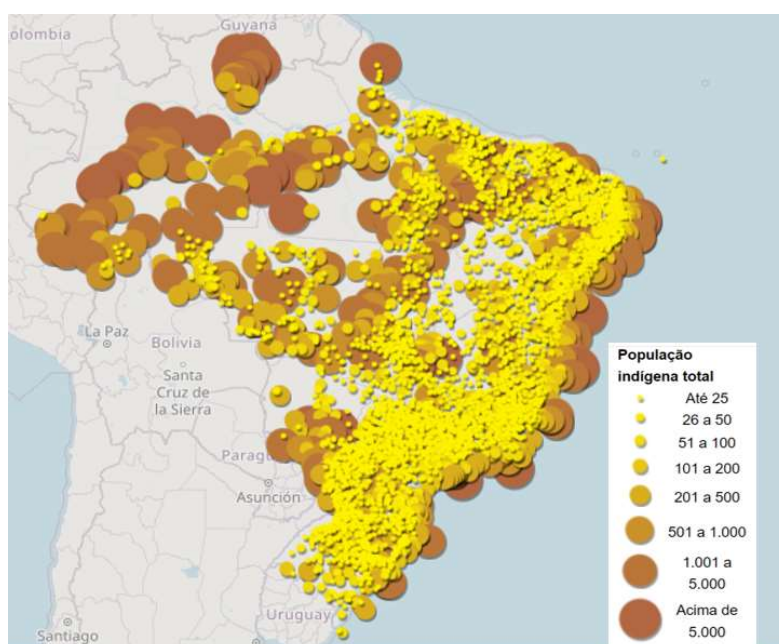 olombia
Guyana
La Paz
Bolivia
Santa
Cruz de
la Sierra
Paragu
Asunción
Uruguay
Santiago
População
indígena total
Até 25
26 a 50
51 a 100
101 a 200
201 a 500
501 a 1.000
1.001 a
5.000
Acima de
5.000